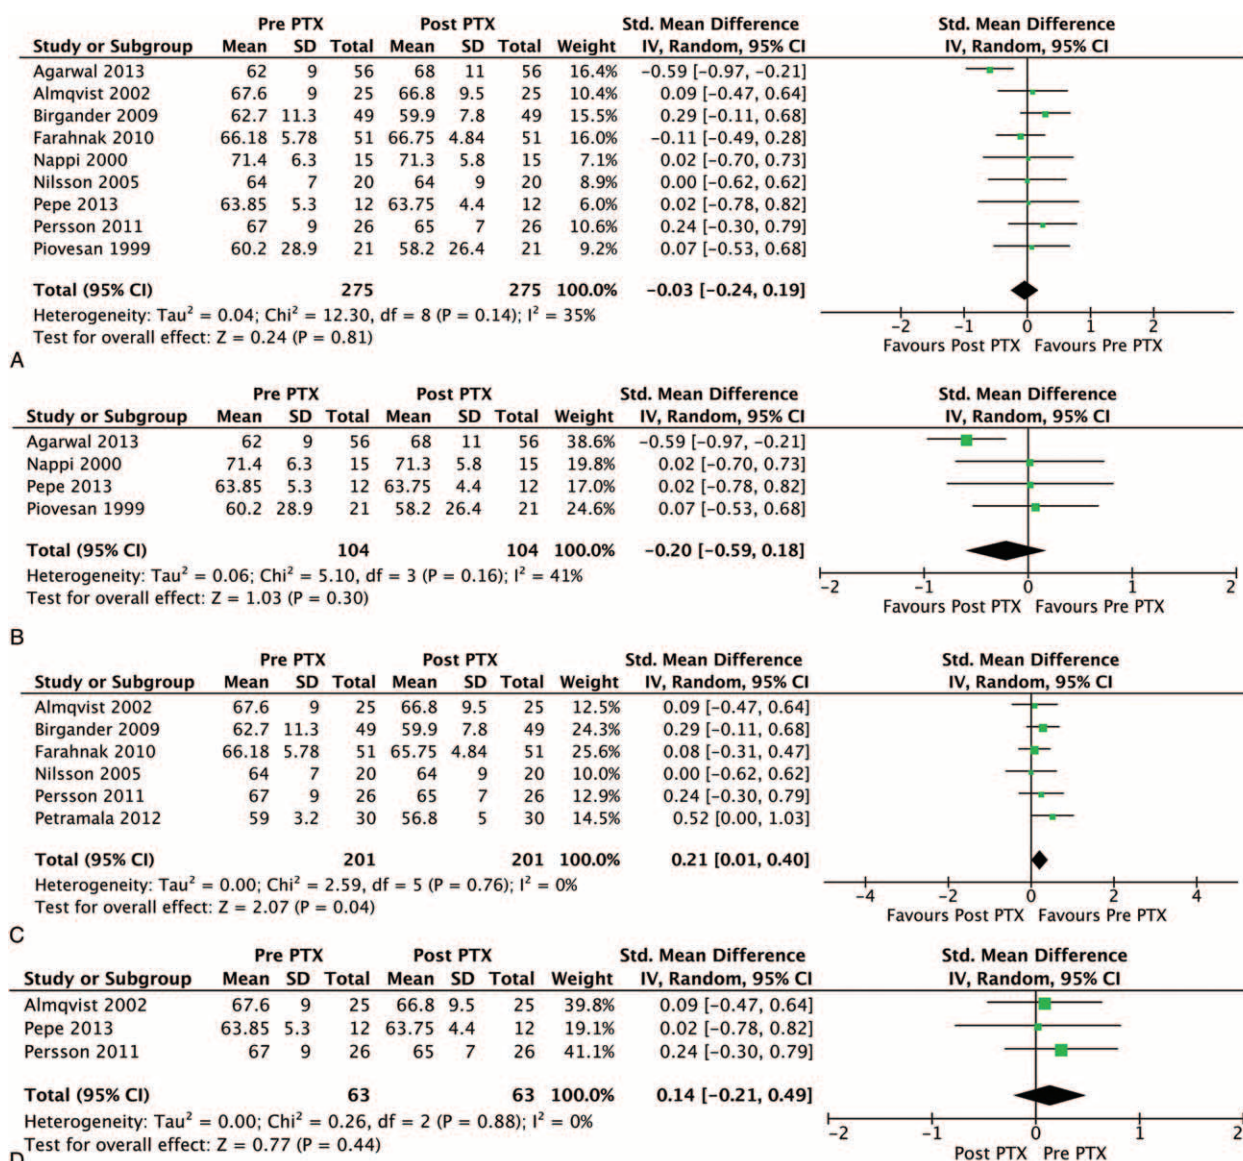 Pre PTX Post PTX Std. Mean Difference Std. Mean Difference
Study or Subgroup Mean SD Total Mean SD Total Weight IV, Random, 95% CI IV, Random, 95% CI
Agarwal 2013 62 9 56 68 11 56 16.4% −0.59 [−0.97, −0.21]
Almqvist 2002 67.6 9 25 66.8 9.5 25 10.4% 0.09 [−0.47, 0.64]
Birgander 2009 62.7 11.3 49 59.9 7.8 49 15.5% 0.29 [−0.11, 0.68]
Farahnak 2010 66.18 5.78 51 66.75 4.84 51 16.0% −0.11 [−0.49, 0.28]
Nappi 2000 71.4 6.3 15 71.3 5.8 15 7.1% 0.02 [−0.70, 0.73]
Nilsson 2005 64 7 20 64 9 20 8.9% 0.00 [−0.62, 0.62]
Pepe 2013 63.85 5.3 12 63.75 4.4 12 6.0% 0.02 [−0.78, 0.82]
Persson 2011 67 9 26 65 7 26 10.6% 0.24 [−0.30, 0.79]
Piovesan 1999 60.2 28.9 21 58.2 26.4 21 9.2% 0.07 [−0.53, 0.68]
Total (95% CI) 275 275 100.0% −0.03 [−0.24, 0.19]
Heterogeneity: Tau² = 0.04; Chi² = 12.30, df = 8 (P = 0.14); I² = 35%
Test for overall effect: Z = 0.24 (P = 0.81)
−2 −1 0 1 2
Favours Post PTX Favours Pre PTX
A
Pre PTX Post PTX Std. Mean Difference Std. Mean Difference
Study or Subgroup Mean SD Total Mean SD Total Weight IV, Random, 95% CI IV, Random, 95% CI
Agarwal 2013 62 9 56 68 11 56 38.6% −0.59 [−0.97, −0.21]
Nappi 2000 71.4 6.3 15 71.3 5.8 15 19.8% 0.02 [−0.70, 0.73]
Pepe 2013 63.85 5.3 12 63.75 4.4 12 17.0% 0.02 [−0.78, 0.82]
Piovesan 1999 60.2 28.9 21 58.2 26.4 21 24.6% 0.07 [−0.53, 0.68]
Total (95% CI) 104 104 100.0% −0.20 [−0.59, 0.18]
Heterogeneity: Tau² = 0.06; Chi² = 5.10, df = 3 (P = 0.16); I² = 41%
Test for overall effect: Z = 1.03 (P = 0.30)
−2 −1 0 1 2
Favours Post PTX Favours Pre PTX
B
Pre PTX Post PTX Std. Mean Difference Std. Mean Difference
Study or Subgroup Mean SD Total Mean SD Total Weight IV, Random, 95% CI IV, Random, 95% CI
Almqvist 2002 67.6 9 25 66.8 9.5 25 12.5% 0.09 [−0.47, 0.64]
Birgander 2009 62.7 11.3 49 59.9 7.8 49 24.3% 0.29 [−0.11, 0.68]
Farahnak 2010 66.18 5.78 51 65.75 4.84 51 25.6% 0.08 [−0.31, 0.47]
Nilsson 2005 64 7 20 64 9 20 10.0% 0.00 [−0.62, 0.62]
Persson 2011 67 9 26 65 7 26 12.9% 0.24 [−0.30, 0.79]
Petramala 2012 59 3.2 30 56.8 5 30 14.5% 0.52 [0.00, 1.03]
Total (95% CI) 201 201 100.0% 0.21 [0.01, 0.40]
Heterogeneity: Tau² = 0.00; Chi² = 2.59, df = 5 (P = 0.76); I² = 0%
Test for overall effect: Z = 2.07 (P = 0.04)
−4 −2 0 2 4
Favours Post PTX Favours Pre PTX
C
Pre PTX Post PTX Std. Mean Difference Std. Mean Difference
Study or Subgroup Mean SD Total Mean SD Total Weight IV, Random, 95% CI IV, Random, 95% CI
Almqvist 2002 67.6 9 25 66.8 9.5 25 39.8% 0.09 [−0.47, 0.64]
Pepe 2013 63.85 5.3 12 63.75 4.4 12 19.1% 0.02 [−0.78, 0.82]
Persson 2011 67 9 26 65 7 26 41.1% 0.24 [−0.30, 0.79]
Total (95% CI) 63 63 100.0% 0.14 [−0.21, 0.49]
Heterogeneity: Tau² = 0.00; Chi² = 0.26, df = 2 (P = 0.88); I² = 0%
Test for overall effect: Z = 0.77 (P = 0.44)
−2 −1 0 1 2
Post PTX Pre PTX
D